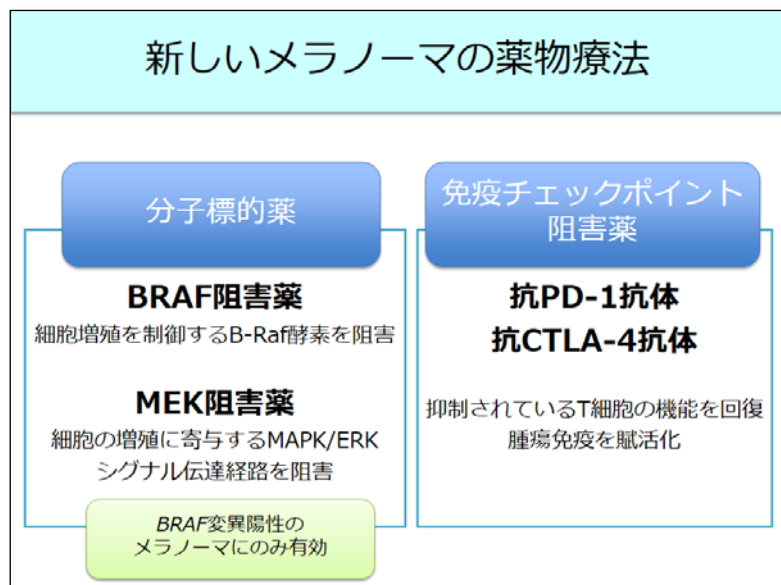 新しいメラノーマの薬物療法
分子標的薬
BRAF阻害薬
細胞増殖を制御するB-Raf酵素を阻害
MEK阻害薬
細胞の増殖に寄与するMAPK/ERK
シグナル伝達経路を阻害
BRAF変異陽性の
メラノーマにのみ有効
免疫チェックポイント
阻害薬
抗PD-1抗体
抗CTLA-4抗体
抑制されているT細胞の機能を回復
腫瘍免疫を賦活化